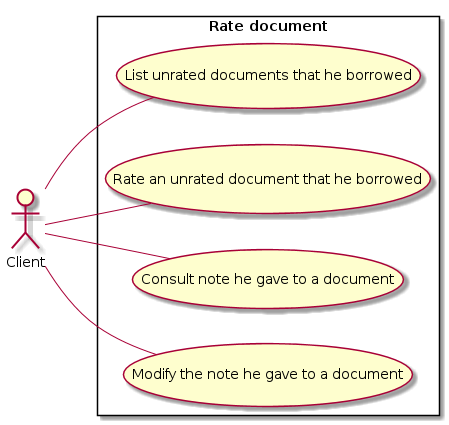 Rate document
List unrated documents that he borrowed
Rate an unrated document that he borrowed
Client
Consult note he gave to a document
Modify the note he gave to a document